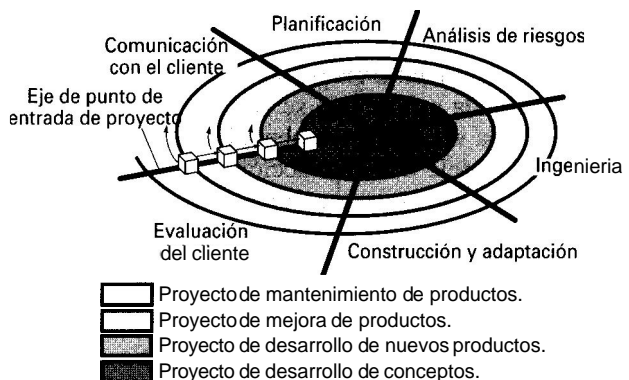 Planificación
Análisis de riesgos
Comunicación
con el cliente
Eje de punto de
entrada de proyecto
Ingenieria
Evaluación
del cliente
Construcción y adaptación
Proyecto de mantenimiento de productos.
Proyecto de mejora de productos.
Proyecto de desarrollo de nuevos productos.
Proyecto de desarrollo de conceptos.